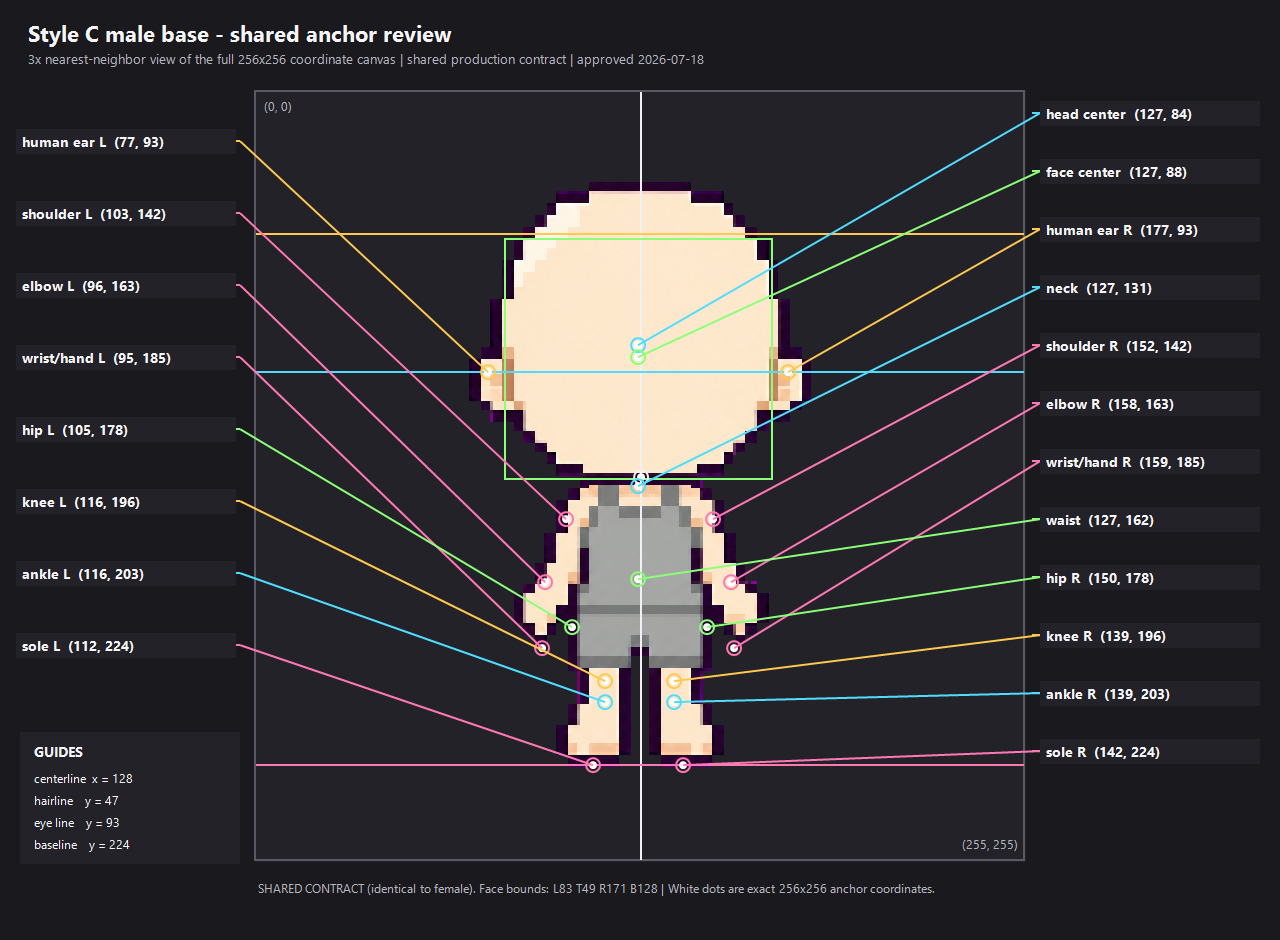 Style C male base - shared anchor review
3x nearest-neighbor view of the full 256x256 coordinate canvas | shared production contract | approved 2026-07-18
(0, 0)
human ear L (77, 93)
shoulder L (103, 142)
elbow L (96, 163)
wrist/hand L (95, 185)
hip L (105, 178)
knee L (116, 196)
ankle L (116, 203)
sole L (112, 224)
head center (127, 84)
face center (127, 88)
human ear R (177, 93)
neck (127, 131)
shoulder R (152, 142)
elbow R (158, 163)
wrist/hand R (159, 185)
waist (127, 162)
hip R (150, 178)
knee R (139, 196)
ankle R (139, 203)
sole R (142, 224)
GUIDES
centerline x = 128
hairline y = 47
eye line y = 93
baseline y = 224
(255, 255)
SHARED CONTRACT (identical to female). Face bounds: L83 T49 R171 B128 | White dots are exact 256x256 anchor coordinates.